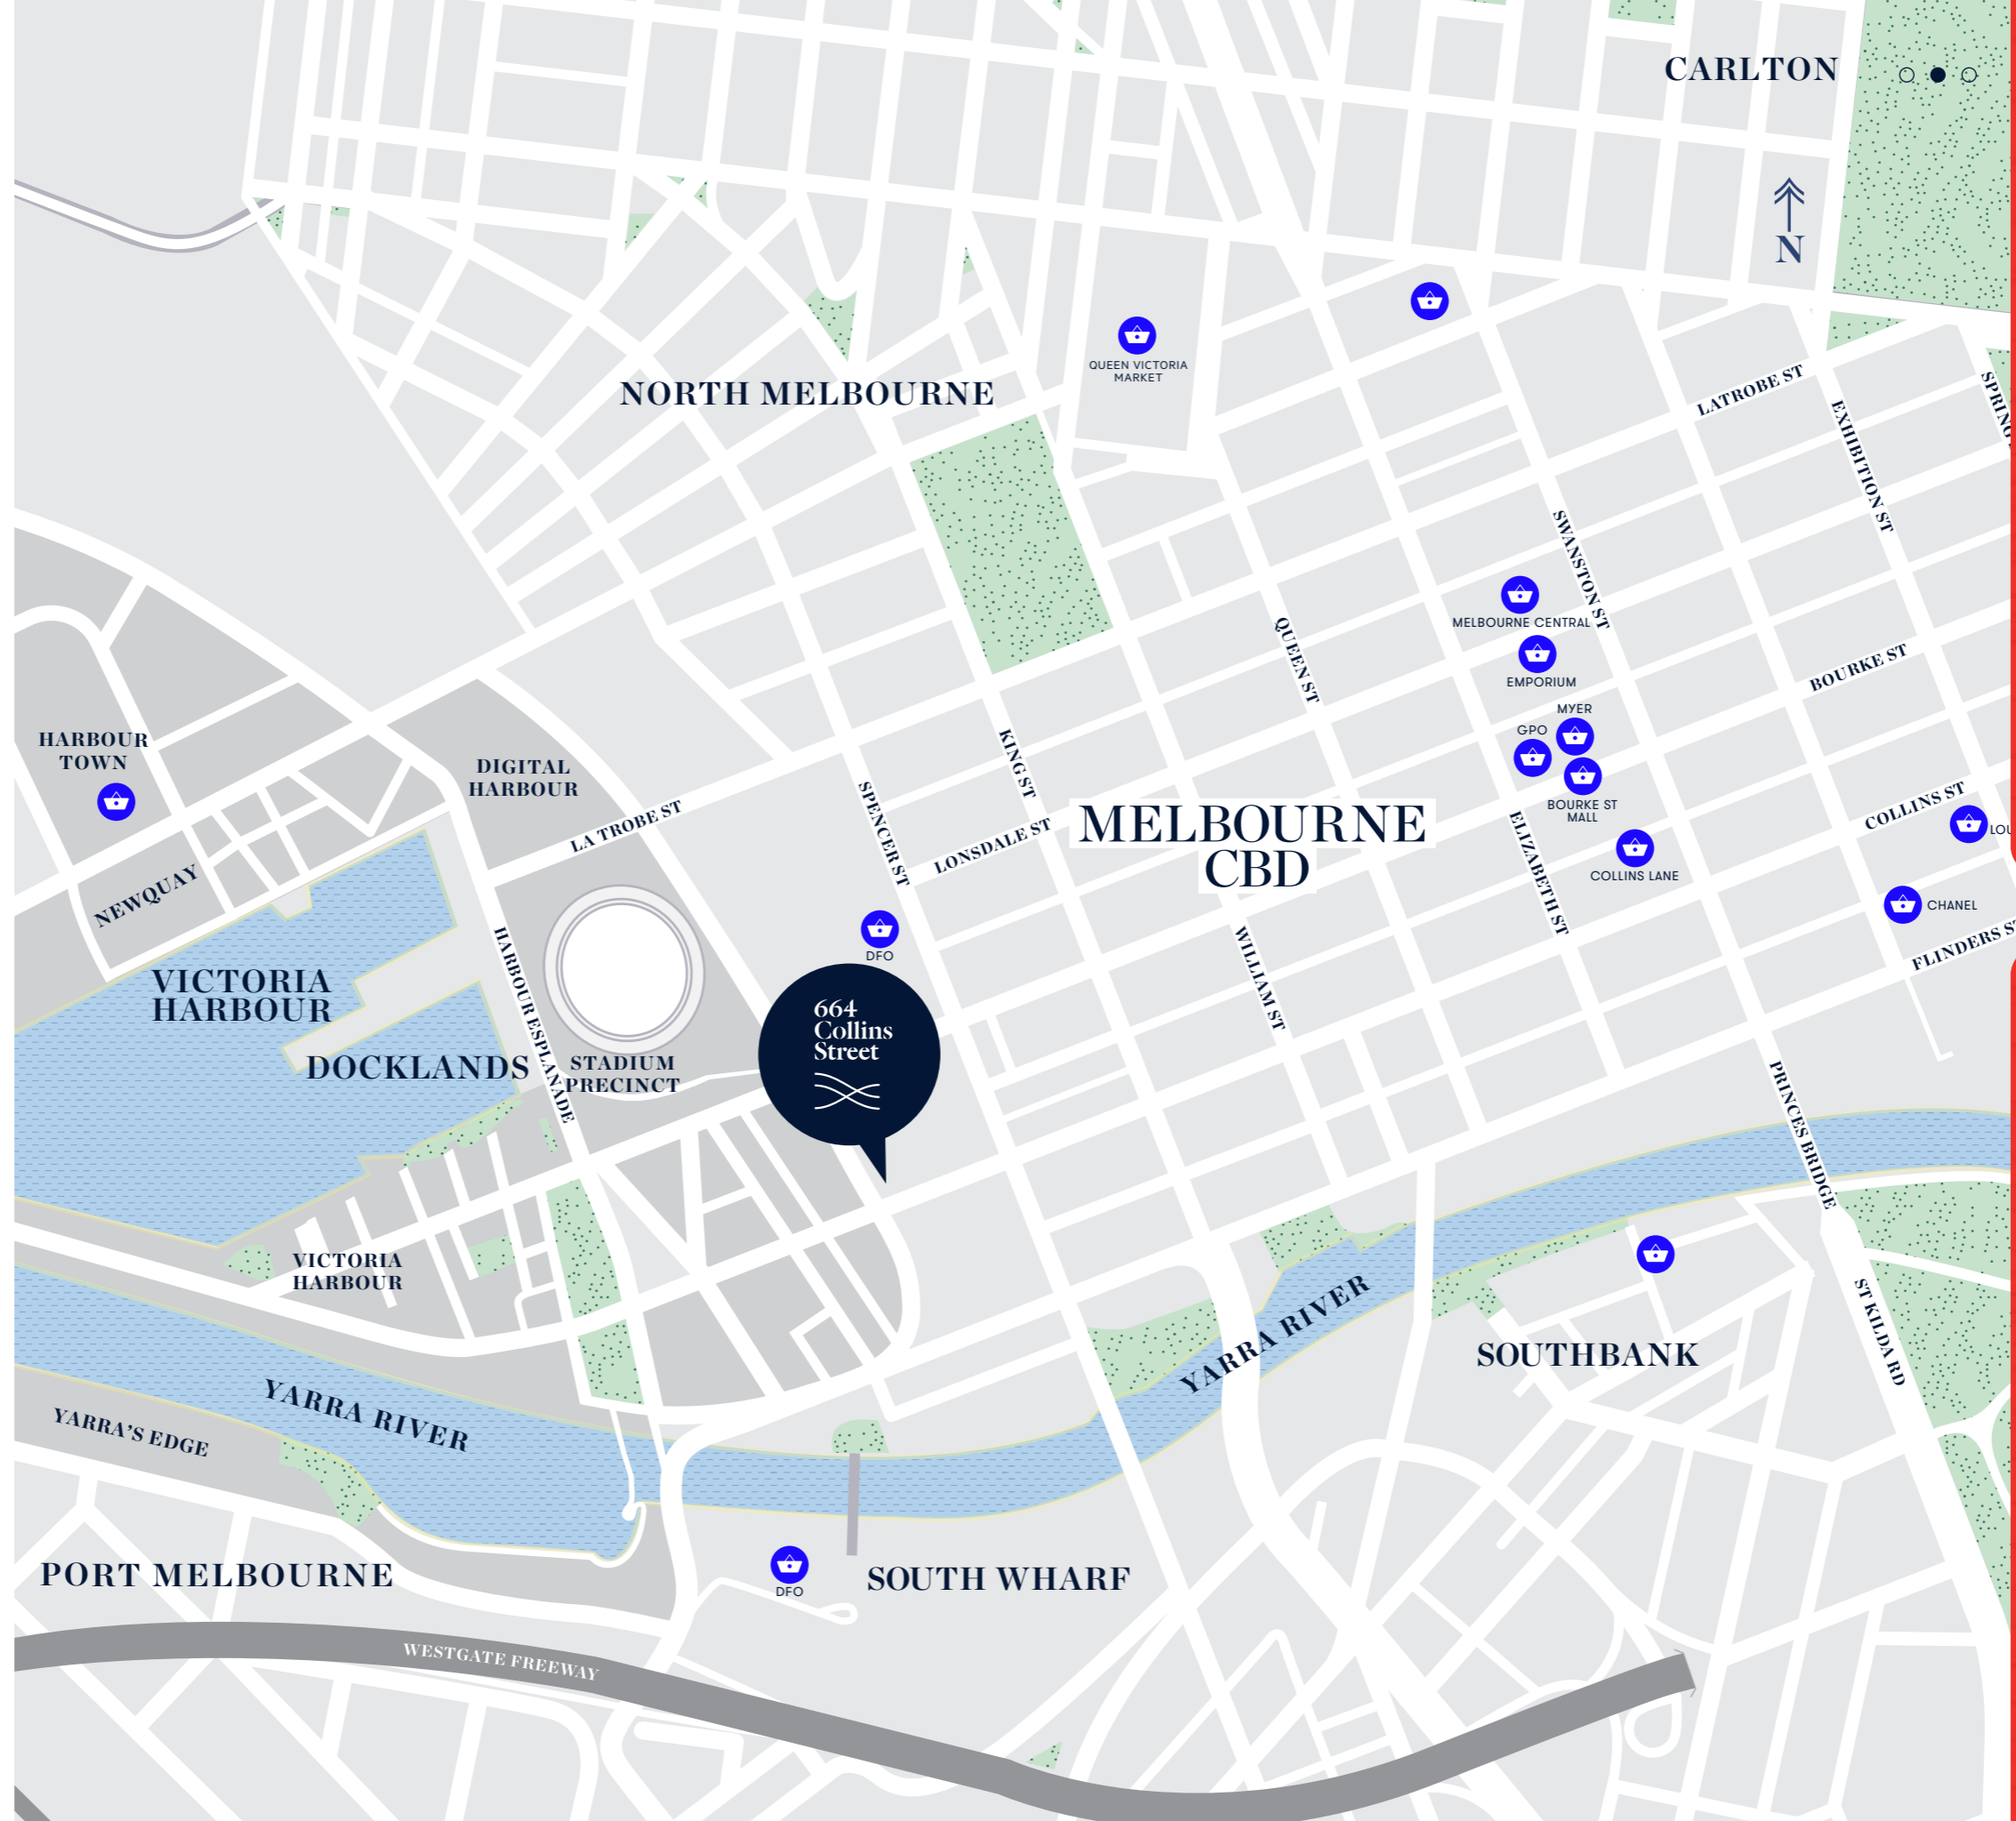 CARLTON
N
QUEEN VICTORIA
MARKET
NORTH MELBOURNE
LATROBE ST
EXHIBITION ST
SPRING
SWANSTON ST
MELBOURNE CENTRAL
QUEEN ST
EMPORIUM
BOURKE ST
MYER
GPO
HARBOUR
TOWN
DIGITAL
HARBOUR
KING ST
LA TROBE ST
SPENCER ST
LONSDALE ST
MELBOURNE
CBD
BOURKE ST
MALL
ELIZABETH ST
COLLINS ST
LOU
COLLINS LANE
CHANEL
NEWQUAY
FLINDERS ST
DFO
VICTORIA
HARBOUR
HARBOUR ESPLANADE
WILLIAM ST
664
Collins
Street
DOCKLANDS
STADIUM
PRECINCT
PRINCES BRIDGE
VICTORIA
HARBOUR
YARRA RIVER
SOUTHBANK
ST KILDA RD
YARRA RIVER
YARRA'S EDGE
PORT MELBOURNE
DFO
SOUTH WHARF
WESTGATE FREEWAY